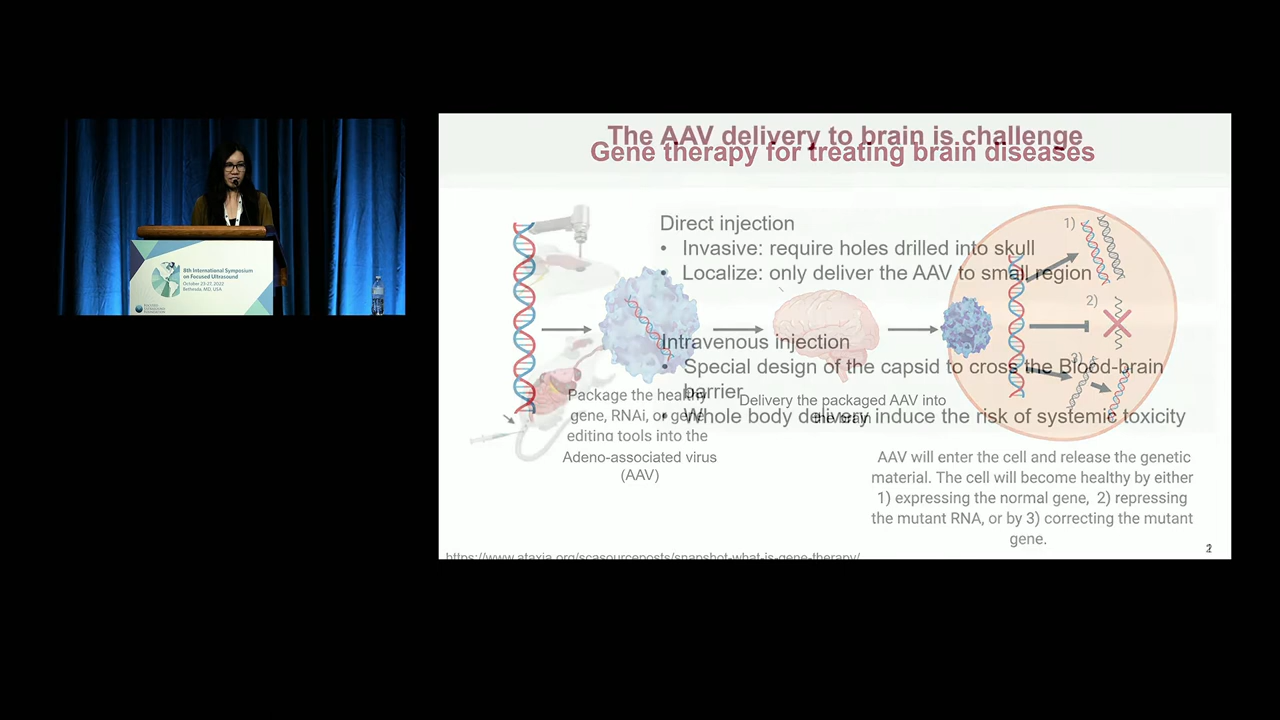 The AAV delivery to brain is challenge
Gene therapy for treating brain diseases
Direct injection
• Invasive: require holes drilled into skull
• Localize: only deliver the AAV to small region
Intravenous injection
• Special design of the capsid to cross the Blood-brain
barrier
• Whole body delivery induce the risk of systemic toxicity
Package the healthy
gene, RNAi, or gene
editing tools into the
Adeno-associated virus
(AAV)
Delivery the packaged AAV into
the brain
1)
2)
3)
AAV will enter the cell and release the genetic
material. The cell will become healthy by either
1) expressing the normal gene, 2) repressing
the mutant RNA, or by 3) correcting the mutant
gene.
https://www.ataxia.org/scasourceposts/snapshot-what-is-gene-therapy/
8th International Symposium
on Focused Ultrasound
October 23-27, 2022
Bethesda, MD, USA
FOCUSED
ULTRASOUND
FOUNDATION